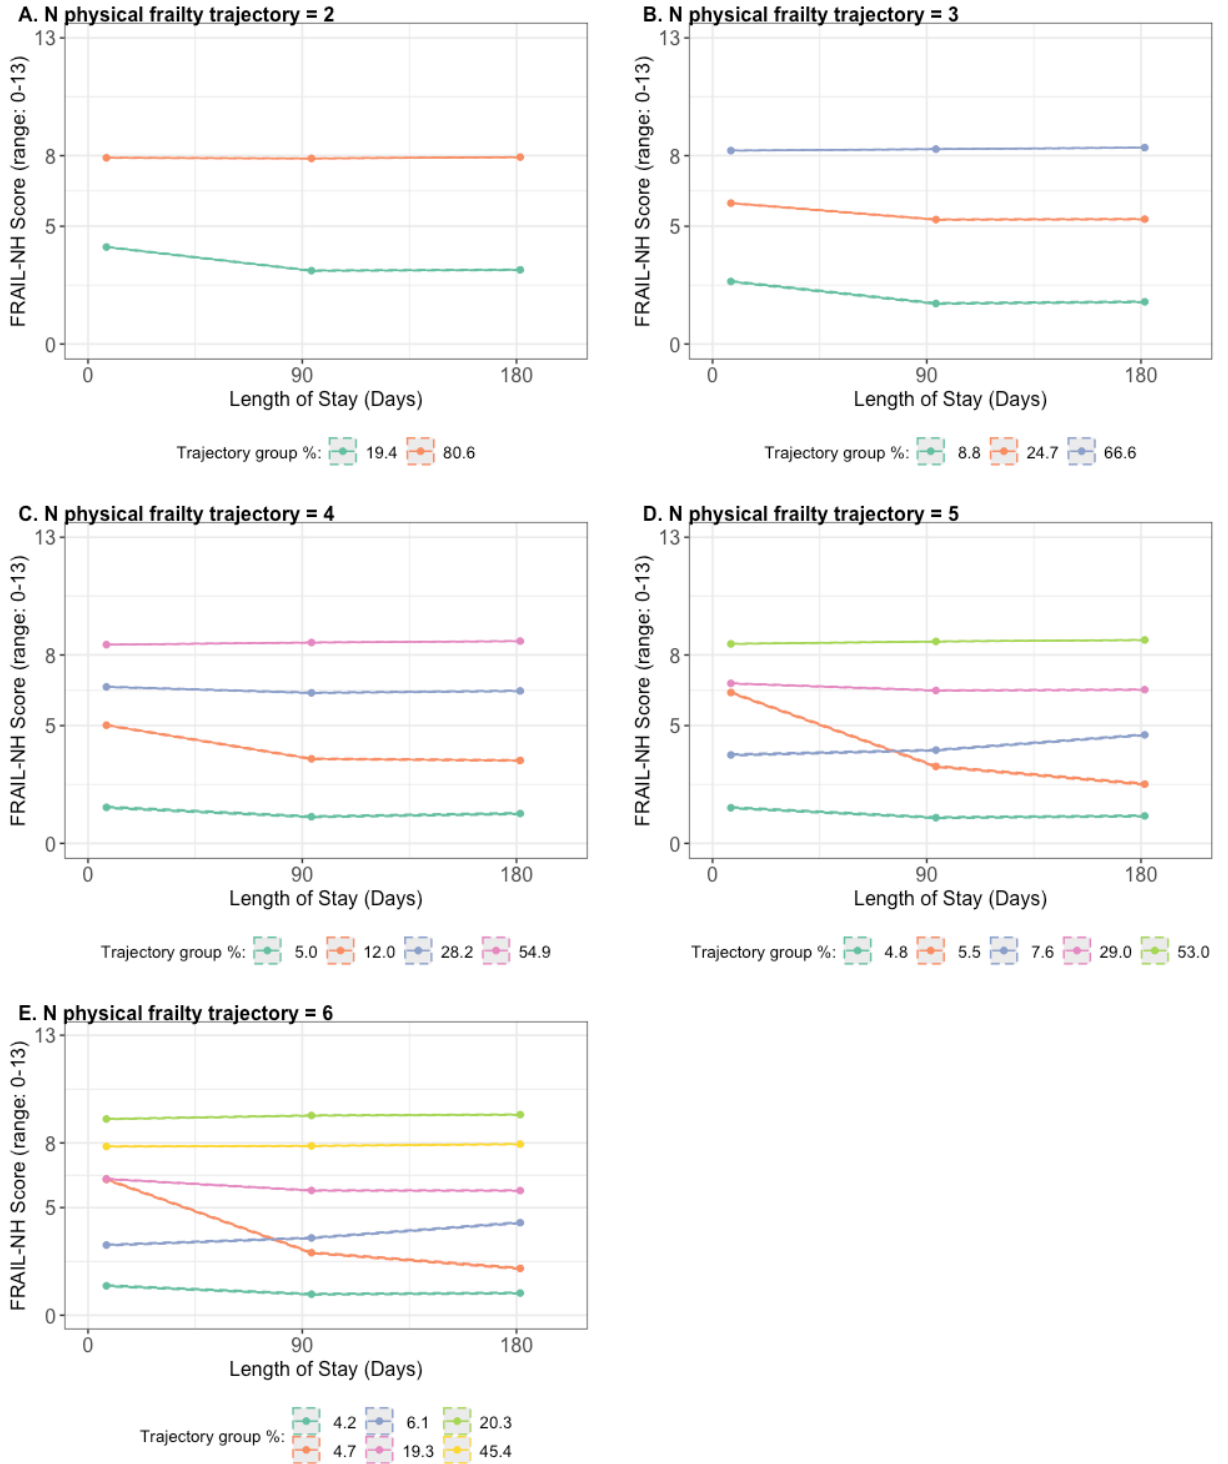 A. N physical frailty trajectory = 2
FRAIL-NH Score (range: 0-13)
13
8
5
0
0 90 180
Length of Stay (Days)
Trajectory group %: 19.4 80.6
B. N physical frailty trajectory = 3
FRAIL-NH Score (range: 0-13)
13
8
5
0
0 90 180
Length of Stay (Days)
Trajectory group %: 8.8 24.7 66.6
C. N physical frailty trajectory = 4
FRAIL-NH Score (range: 0-13)
13
8
5
0
0 90 180
Length of Stay (Days)
Trajectory group %: 5.0 12.0 28.2 54.9
D. N physical frailty trajectory = 5
FRAIL-NH Score (range: 0-13)
13
8
5
0
0 90 180
Length of Stay (Days)
Trajectory group %: 4.8 5.5 7.6 29.0 53.0
E. N physical frailty trajectory = 6
FRAIL-NH Score (range: 0-13)
13
8
5
0
0 90 180
Length of Stay (Days)
Trajectory group %:
4.2 6.1 20.3
4.7 19.3 45.4